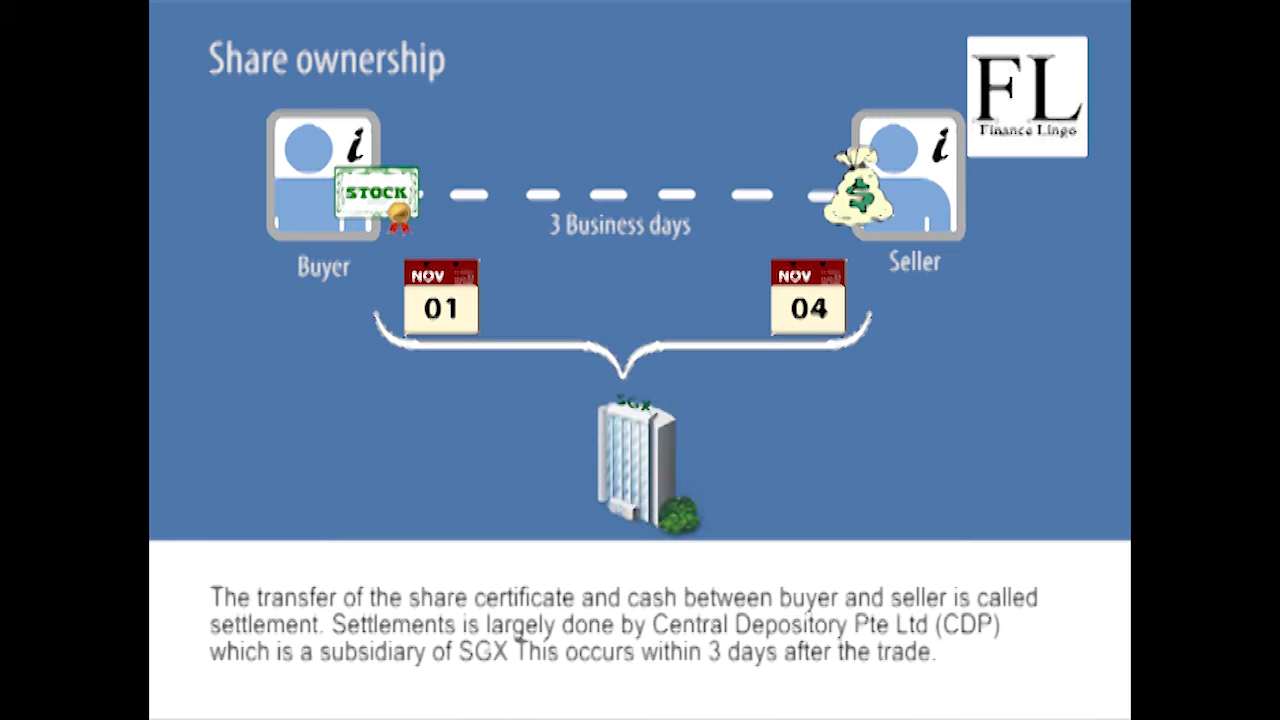 Share ownership
FL
Finance Lingo
i
i
STOCK
$
3 Business days
Buyer
Seller
NOV
01
NOV
04
SGX
The transfer of the share certificate and cash between buyer and seller is called
settlement. Settlements is largely done by Central Depository Pte Ltd (CDP)
which is a subsidiary of SGX This occurs within 3 days after the trade.